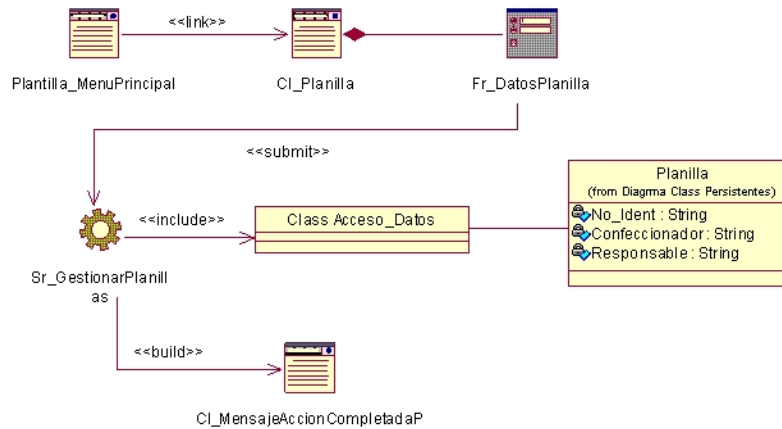 <<link>>
Plantilla_MenuPrincipal
Cl_Planilla
Fr_DatosPlanilla
<<submit>>
Planilla
(from Diagrma Class Persistentes)
No_Ident : String
Confeccionador : String
Responsable : String
<<include>>
Class Acceso_Datos
Sr_GestionarPlanill
as
<<build>>
Cl_MensajeAccionCompletadaP